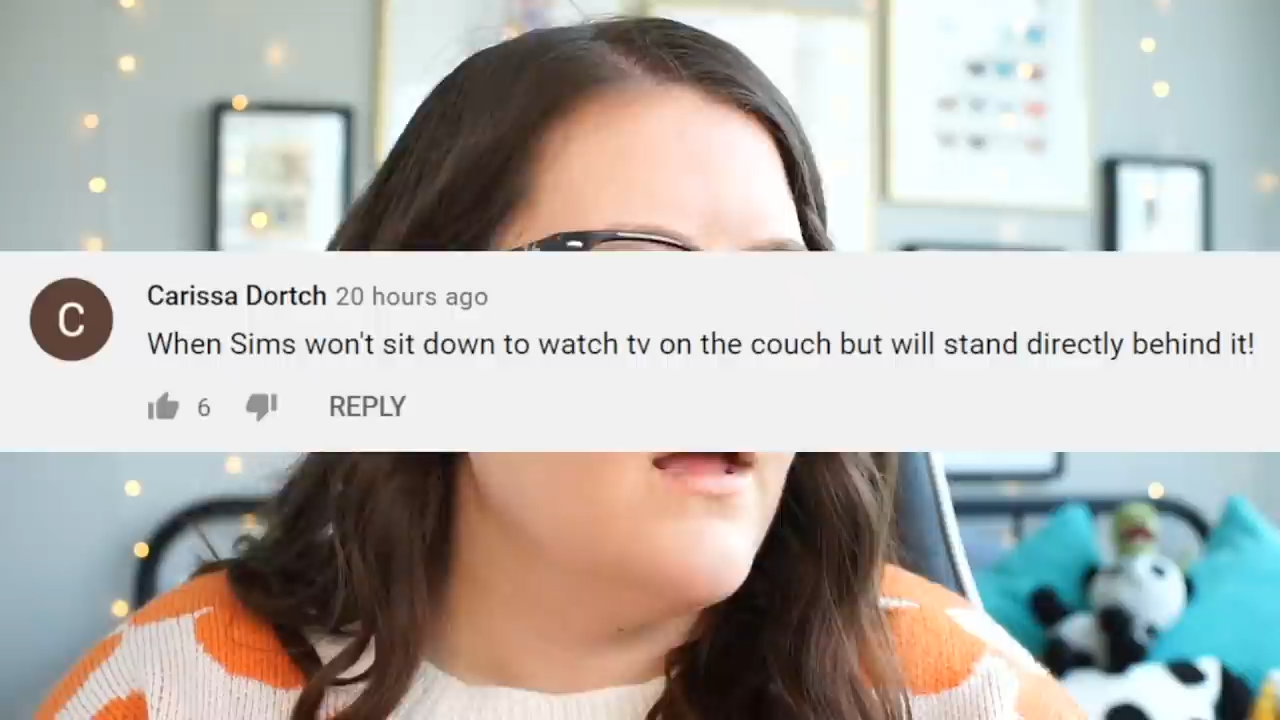 C
Carissa Dortch 20 hours ago
When Sims won't sit down to watch tv on the couch but will stand directly behind it!
6
REPLY